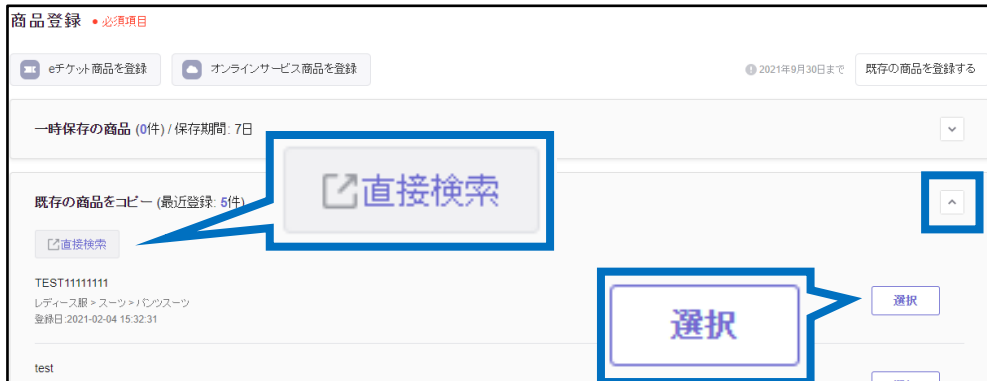 商品登録 • 必須項目
eチケット商品を登録 オンラインサービス商品を登録 2021年9月30日まで 既存の商品を登録する
一時保存の商品 (0件) / 保存期間: 7日
直接検索
既存の商品をコピー (最近登録: 5件)
直接検索
TEST11111111
レディース服 > スーツ > パンツスーツ
登録日:2021-02-04 15:32:31
選択
選択
test